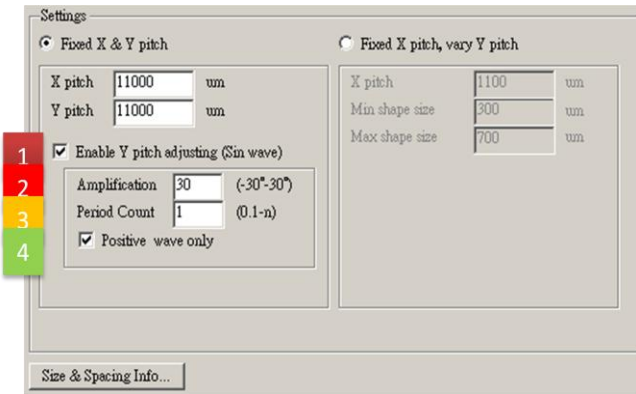 Settings
Fixed X & Y pitch
X pitch 11000 um
Y pitch 11000 um
1 Enable Y pitch adjusting (Sin wave)
2 Amplification 30 (-30°-30°)
3 Period Count 1 (0.1-n)
4 Positive wave only
Fixed X pitch, vary Y pitch
X pitch 1100 um
Min shape size 300 um
Max shape size 700 um
Size & Spacing Info...